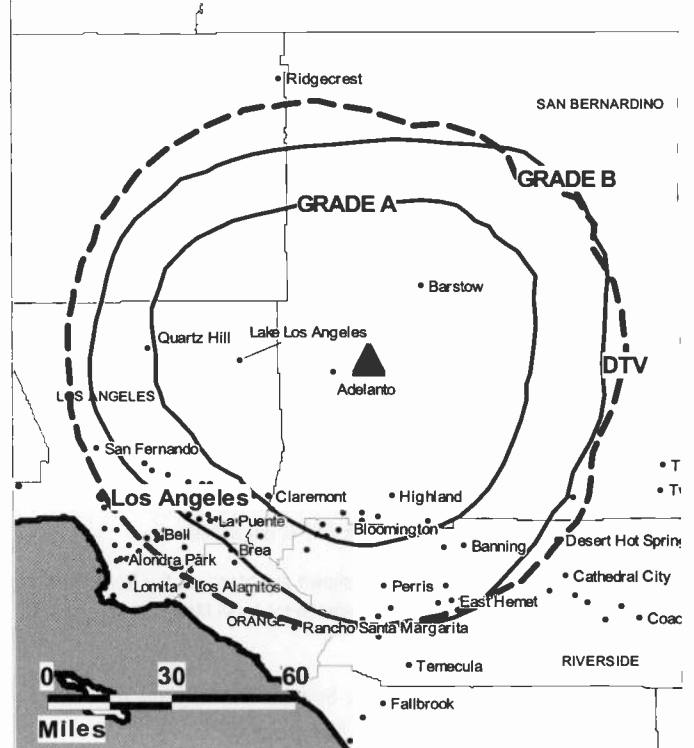 Ridgecrest
SAN BERNARDINO
GRADE B
GRADE A
Barstow
Lake Los Angeles
Quartz Hill
DTV
Adelanto
LOS ANGELES
San Fernando
T
Los Angeles
Claremont
Highland
Tw
La Puente
Bloomington
Bell
Brea
Banning
Desert Hot Spring
Alondra Park
Cathedral City
Lomita
Los Alamitos
Perris
East Hemet
ORANGE
Rancho Santa Margarita
Coac
Temecula
RIVERSIDE
0 30 60
Fallbrook
Miles